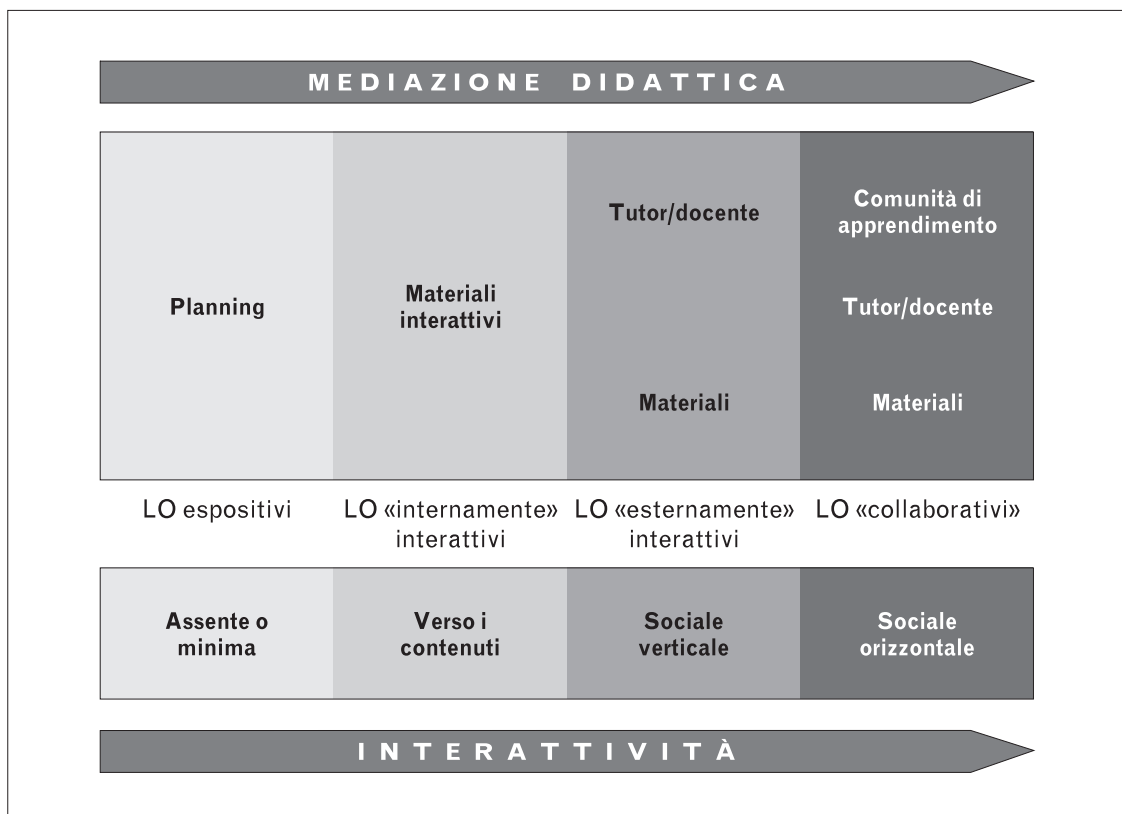 MEDIAZIONE DIDATTICA
Planning
Materiali
interattivi
Tutor/docente
Materiali
Comunità di
apprendimento
Tutor/docente
Materiali
LO espositivi
LO «internamente»
interattivi
LO «esternamente»
interattivi
LO «collaborativi»
Assente o
minima
Verso i
contenuti
Sociale
verticale
Sociale
orizzontale
INTERATTIVITÀ